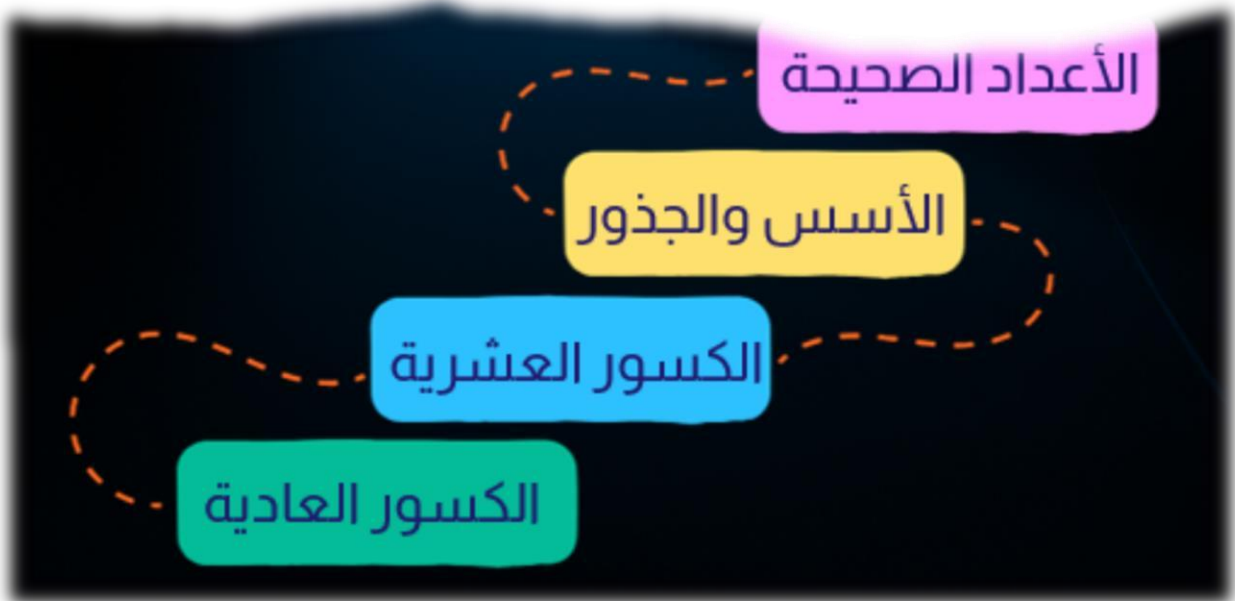 الأعداد الصحيحة
الأسس والجذور
الكسور العشرية
الكسور العادية